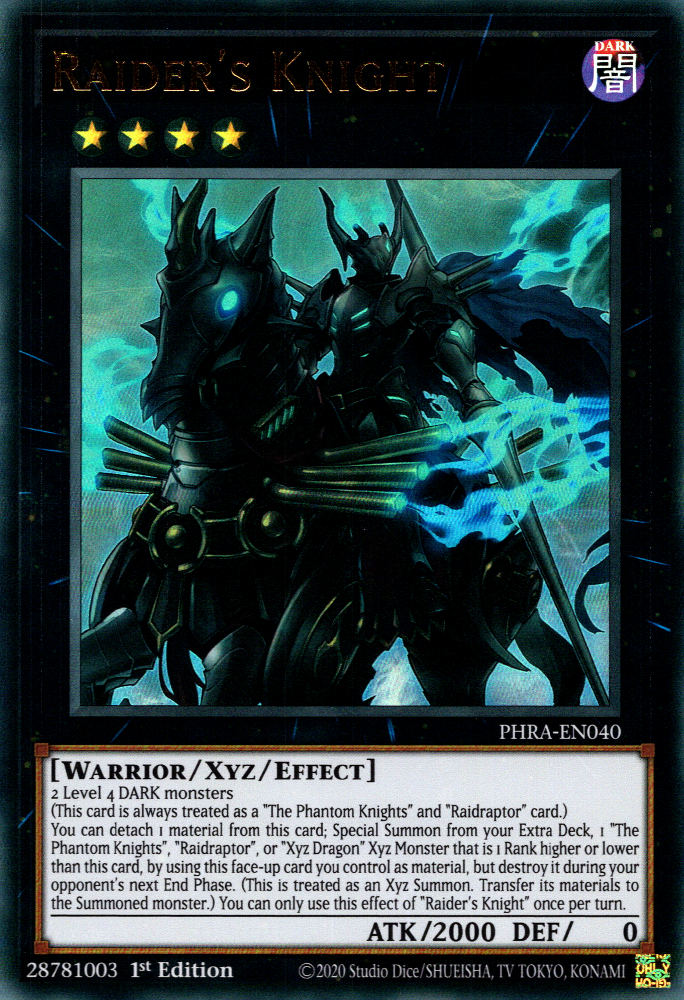 Raider's Knight
DARK
闇
PHRA-EN040
[Warrior/Xyz/Effect]
2 Level 4 DARK monsters
(This card is always treated as a "The Phantom Knights" and "Raidraptor" card.)
You can detach 1 material from this card; Special Summon from your Extra Deck, 1 "The
Phantom Knights", "Raidraptor", or "Xyz Dragon" Xyz Monster that is 1 Rank higher or lower
than this card, by using this face-up card you control as material, but destroy it during your
opponent's next End Phase. (This is treated as an Xyz Summon. Transfer its materials to
the Summoned monster.) You can only use this effect of "Raider's Knight" once per turn.
ATK/2000 DEF/ 0
28781003 1st Edition ©2020 Studio Dice/SHUEISHA, TV TOKYO, KONAMI